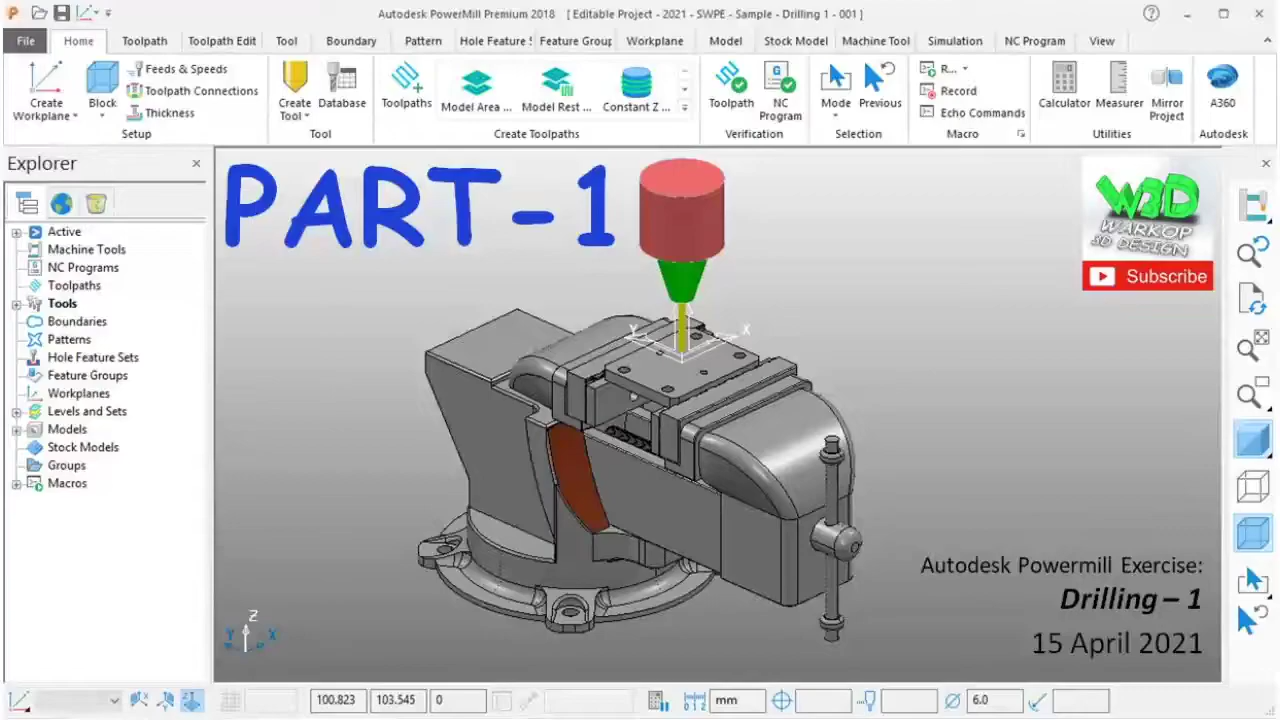 Autodesk PowerMill Premium 2018 [ Editable Project - 2021 - SWPE - Sample - Drilling 1 - 001 ]
File Home Toolpath Toolpath Edit Tool Boundary Pattern Hole Feature S Feature Group Workplane Model Stock Model Machine Tool Simulation NC Program View
Create Workplane
Block
Feeds & Speeds
Toolpath Connections
Thickness
Setup
Create Tool
Database
Tool
Toolpaths
Model Area ...
Model Rest ...
Constant Z ...
Create Toolpaths
Toolpath
NC Program
Verification
Mode
Previous
Selection
R...
Record
Echo Commands
Macro
Calculator
Measurer
Mirror Project
Utilities
A360
Autodesk
Explorer
Active
Machine Tools
NC Programs
Toolpaths
Tools
Boundaries
Patterns
Hole Feature Sets
Feature Groups
Workplanes
Levels and Sets
Models
Stock Models
Groups
Macros
PART-1
W3D
WARKOP
3D DESIGN
Subscribe
Y X
Autodesk Powermill Exercise:
Drilling – 1
15 April 2021
Z
Y X
100.823 103.545 0 mm 6.0